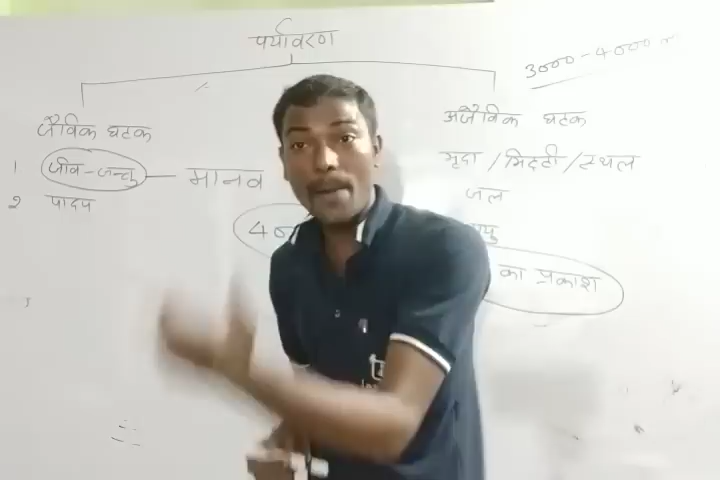 पर्यावरण
3000-4000
जैविक घटक
अजैविक घटक
1 जीव-जन्तु — मानव
मृदा/मिट्टी/स्थल
2 पादप
जल
का प्रकाश